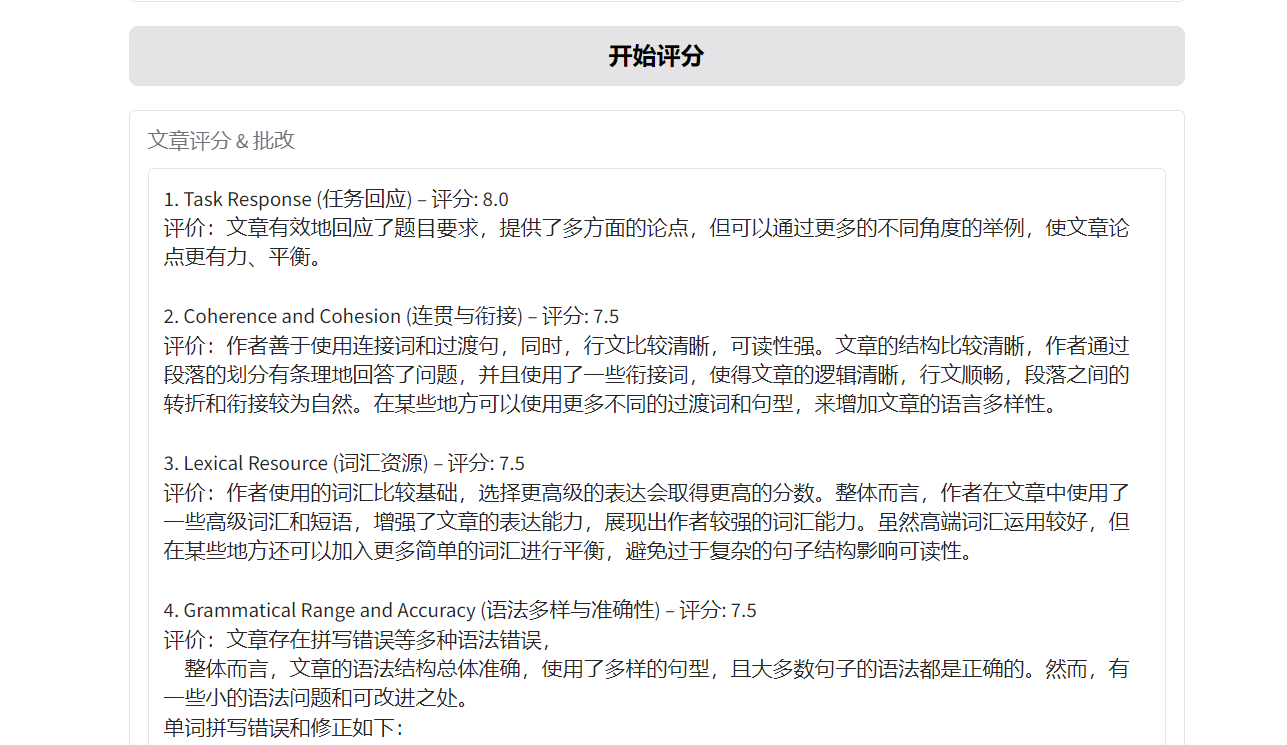 开始评分
文章评分 & 批改
1. Task Response (任务回应) – 评分: 8.0
评价：文章有效地回应了题目要求，提供了多方面的论点，但可以通过更多的不同角度的举例，使文章论
点更有力、平衡。
2. Coherence and Cohesion (连贯与衔接) – 评分: 7.5
评价：作者善于使用连接词和过渡句，同时，行文比较清晰，可读性强。文章的结构比较清晰，作者通过
段落的划分有条理地回答了问题，并且使用了一些衔接词，使得文章的逻辑清晰，行文顺畅，段落之间的
转折和衔接较为自然。在某些地方可以使用更多不同的过渡词和句型，来增加文章的语言多样性。
3. Lexical Resource (词汇资源) – 评分: 7.5
评价：作者使用的词汇比较基础，选择更高级的表达会取得更高的分数。整体而言，作者在文章中使用了
一些高级词汇和短语，增强了文章的表达能力，展现出作者较强的词汇能力。虽然高端词汇运用较好，但
在某些地方还可以加入更多简单的词汇进行平衡，避免过于复杂的句子结构影响可读性。
4. Grammatical Range and Accuracy (语法多样与准确性) – 评分: 7.5
评价：文章存在拼写错误等多种语法错误，
整体而言，文章的语法结构总体准确，使用了多样的句型，且大多数句子的语法都是正确的。然而，有
一些小的语法问题和可改进之处。
单词拼写错误和修正如下：